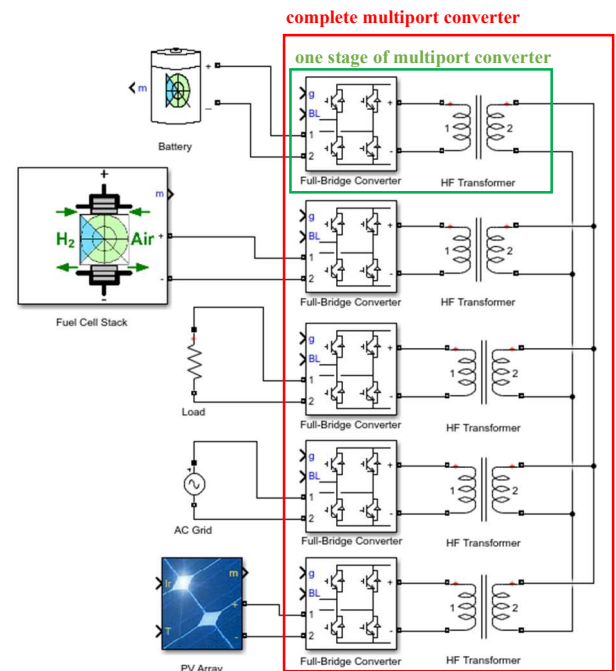 complete multiport converter
one stage of multiport converter
m
+
–
Battery
g
BL
1
2
+
-
1
2
Full-Bridge Converter
HF Transformer
+
m
H2
Air
+
-
-
Fuel Cell Stack
g
BL
1
2
+
-
1
2
Full-Bridge Converter
HF Transformer
+
Load
g
BL
1
2
+
-
1
2
Full-Bridge Converter
HF Transformer
+
AC Grid
g
BL
1
2
+
-
1
2
Full-Bridge Converter
HF Transformer
Ir
T
m
+
-
PV Array
g
BL
1
2
+
-
1
2
Full-Bridge Converter
HF Transformer